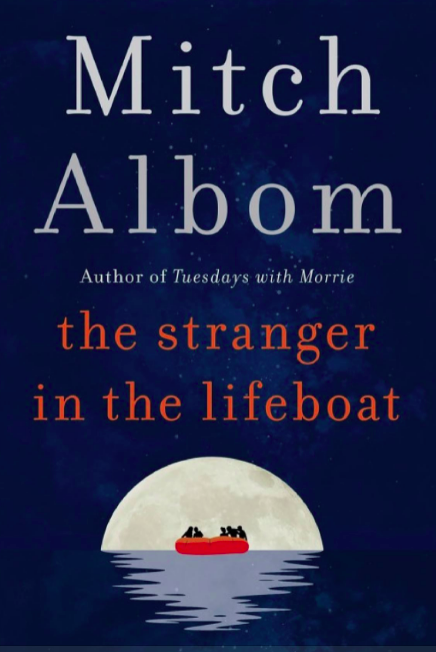 Mitch
Albom
Author of Tuesdays with Morrie
the stranger
in the lifeboat